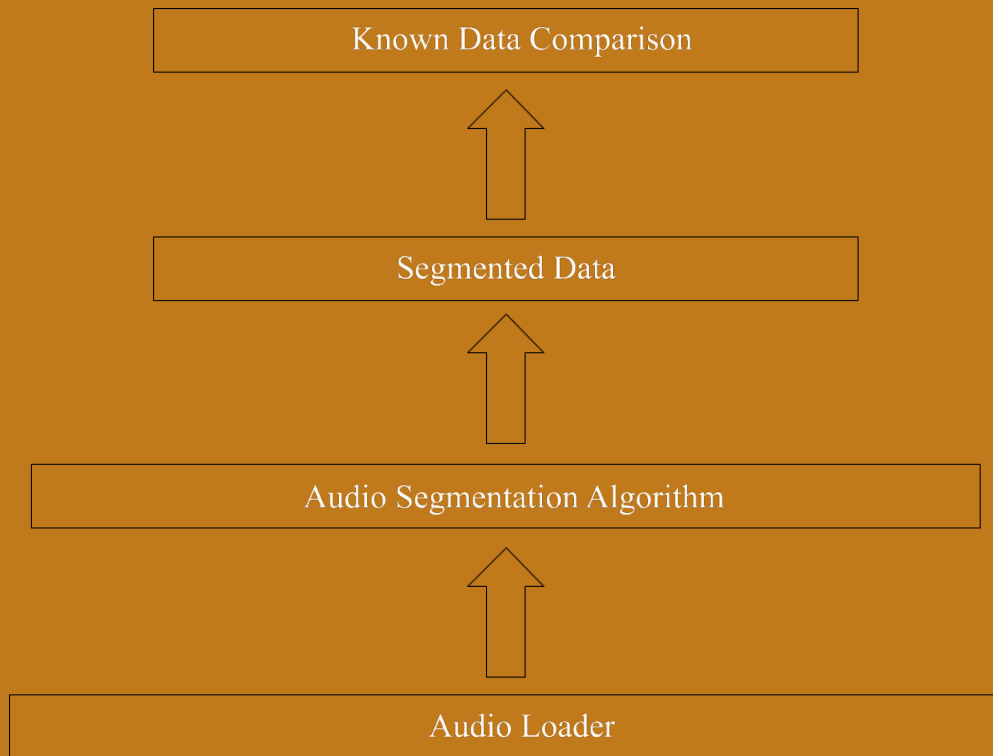 Known Data Comparison
Segmented Data
Audio Segmentation Algorithm
Audio Loader